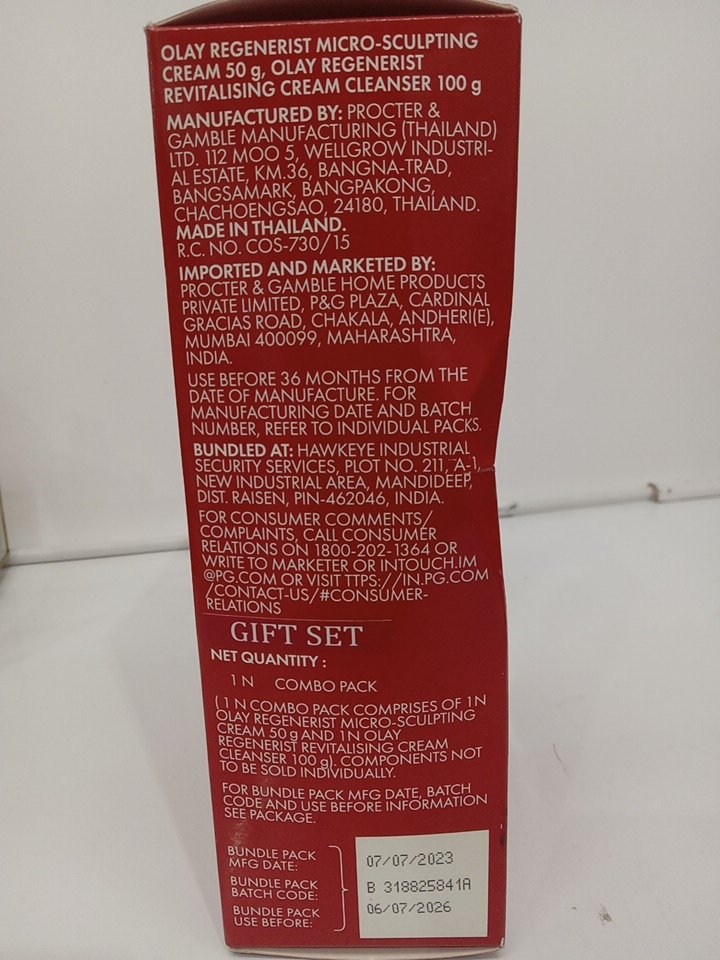 OLAY REGENERIST MICRO-SCULPTING
CREAM 50 g, OLAY REGENERIST
REVITALISING CREAM CLEANSER 100 g
MANUFACTURED BY: PROCTER &
GAMBLE MANUFACTURING (THAILAND)
LTD. 112 MOO 5, WELLGROW INDUSTRI-
AL ESTATE, KM.36, BANGNA-TRAD,
BANGSAMARK, BANGPAKONG,
CHACHOENGSAO, 24180, THAILAND.
MADE IN THAILAND.
R.C. NO. COS-730/15
IMPORTED AND MARKETED BY:
PROCTER & GAMBLE HOME PRODUCTS
PRIVATE LIMITED, P&G PLAZA, CARDINAL
GRACIAS ROAD, CHAKALA, ANDHERI(E),
MUMBAI 400099, MAHARASHTRA,
INDIA.
USE BEFORE 36 MONTHS FROM THE
DATE OF MANUFACTURE. FOR
MANUFACTURING DATE AND BATCH
NUMBER, REFER TO INDIVIDUAL PACKS.
BUNDLED AT: HAWKEYE INDUSTRIAL
SECURITY SERVICES, PLOT NO. 211, A-1,
NEW INDUSTRIAL AREA, MANDIDEEP,
DIST. RAISEN, PIN-462046, INDIA.
FOR CONSUMER COMMENTS/
COMPLAINTS, CALL CONSUMER
RELATIONS ON 1800-202-1364 OR
WRITE TO MARKETER OR INTOUCH.IM
@PG.COM OR VISIT TTPS://IN.PG.COM
/CONTACT-US/#CONSUMER-
RELATIONS
GIFT SET
NET QUANTITY :
1 N COMBO PACK
( 1 N COMBO PACK COMPRISES OF 1N
OLAY REGENERIST MICRO-SCULPTING
CREAM 50 g AND 1N OLAY
REGENERIST REVITALISING CREAM
CLEANSER 100 g). COMPONENTS NOT
TO BE SOLD INDIVIDUALLY.
FOR BUNDLE PACK MFG DATE, BATCH
CODE AND USE BEFORE INFORMATION
SEE PACKAGE.
BUNDLE PACK
MFG DATE:
07/07/2023
BUNDLE PACK
BATCH CODE:
B 318825841A
BUNDLE PACK
USE BEFORE:
06/07/2026